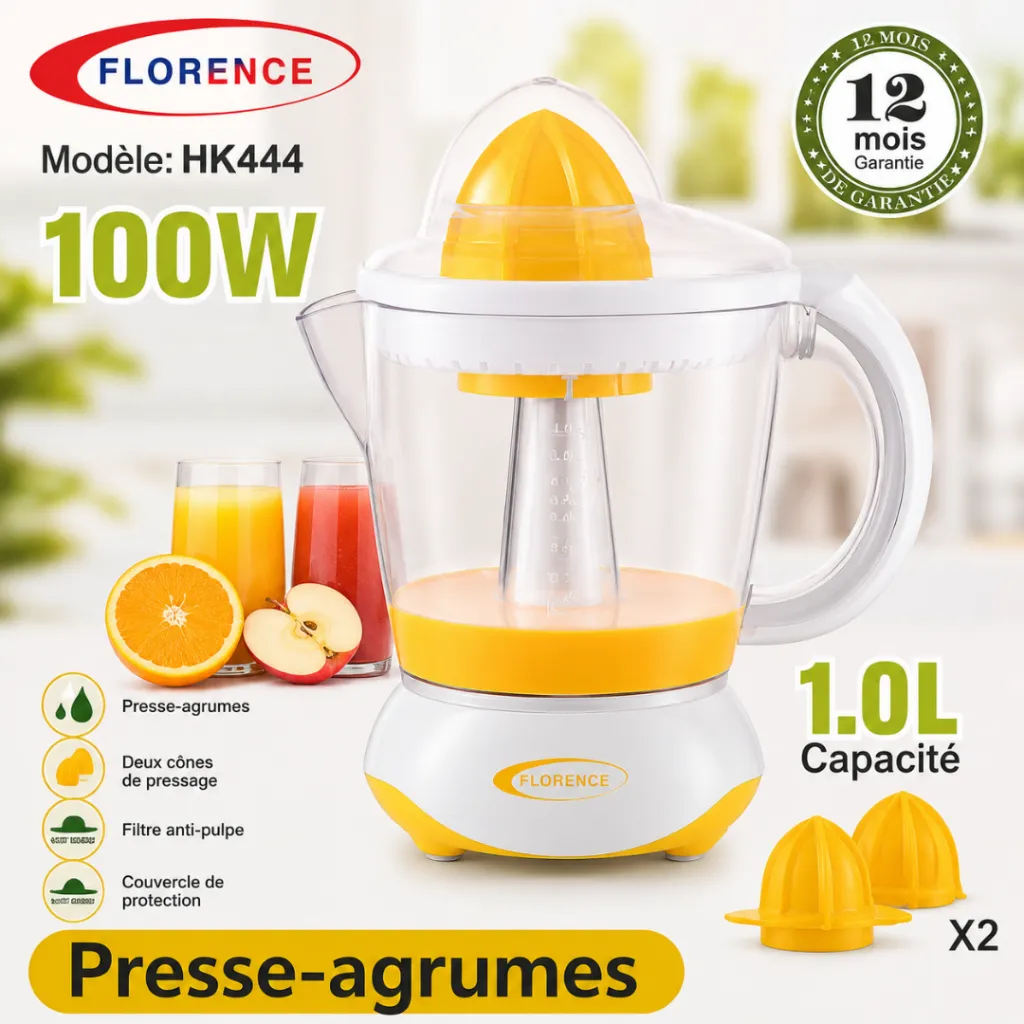 FLORENCE
Modèle: HK444
100W
12 MOIS
12
mois
Garantie
DE GARANTIE
1.0L
Capacité
Presse-agrumes
Deux cônes
de pressage
Filtre anti-pulpe
Couvercle de
protection
FLORENCE
X2
Presse-agrumes